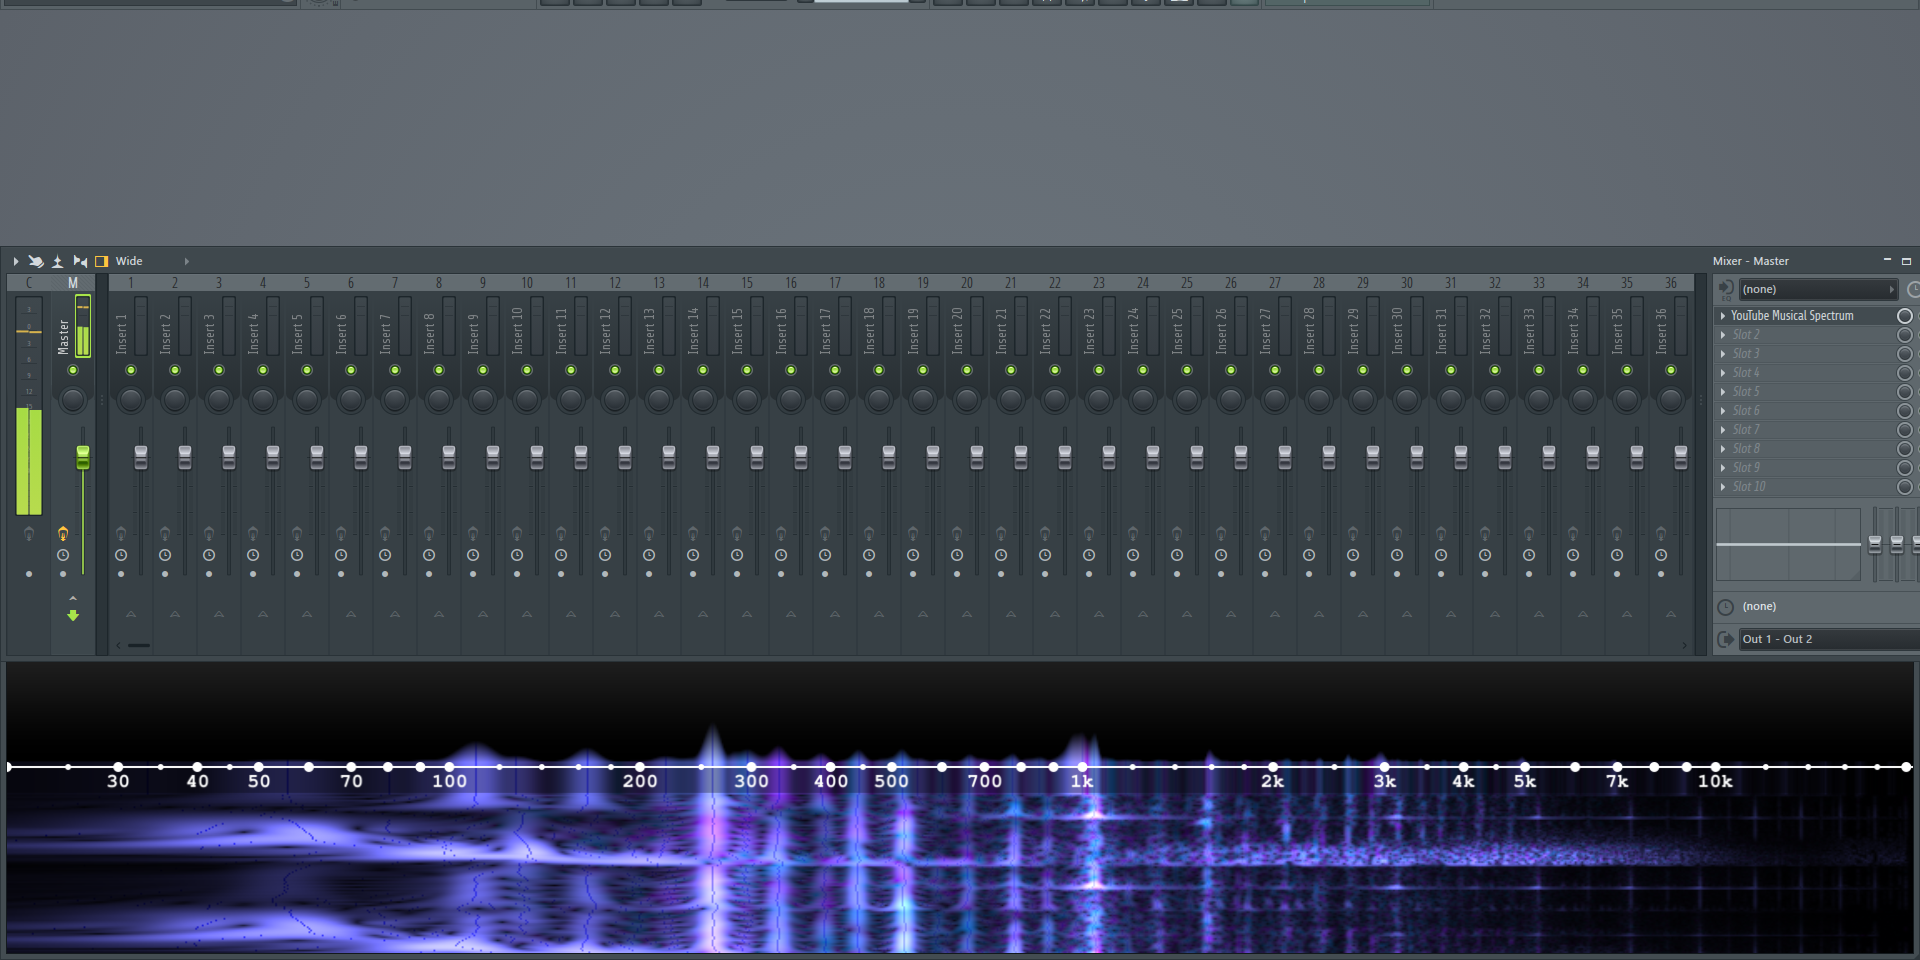 Wide
Mixer - Master
C M 1 2 3 4 5 6 7 8 9 10 11 12 13 14 15 16 17 18 19 20 21 22 23 24 25 26 27 28 29 30 31 32 33 34 35 36
Master
Insert 1
Insert 2
Insert 3
Insert 4
Insert 5
Insert 6
Insert 7
Insert 8
Insert 9
Insert 10
Insert 11
Insert 12
Insert 13
Insert 14
Insert 15
Insert 16
Insert 17
Insert 18
Insert 19
Insert 20
Insert 21
Insert 22
Insert 23
Insert 24
Insert 25
Insert 26
Insert 27
Insert 28
Insert 29
Insert 30
Insert 31
Insert 32
Insert 33
Insert 34
Insert 35
Insert 36
(none)
YouTube Musical Spectrum
Slot 2
Slot 3
Slot 4
Slot 5
Slot 6
Slot 7
Slot 8
Slot 9
Slot 10
(none)
Out 1 - Out 2
30 40 50 70 100 200 300 400 500 700 1k 2k 3k 4k 5k 7k 10k